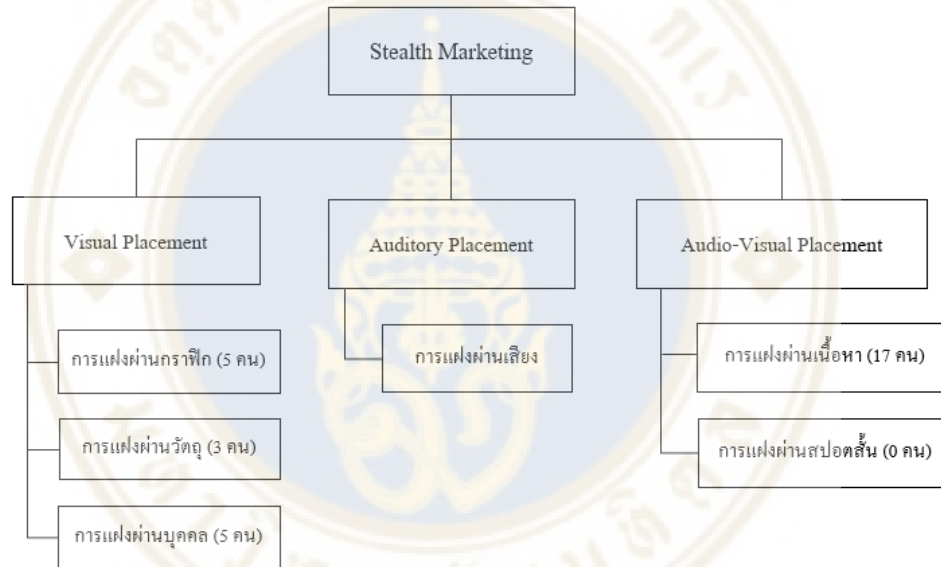 Stealth Marketing
Visual Placement
Auditory Placement
Audio-Visual Placement
การแฝงผ่านกราฟิก (5 คน)
การแฝงผ่านวัตถุ (3 คน)
การแฝงผ่านบุคคล (5 คน)
การแฝงผ่านเสียง
การแฝงผ่านเนื้อหา (17 คน)
การแฝงผ่านสปอตสั้น (0 คน)